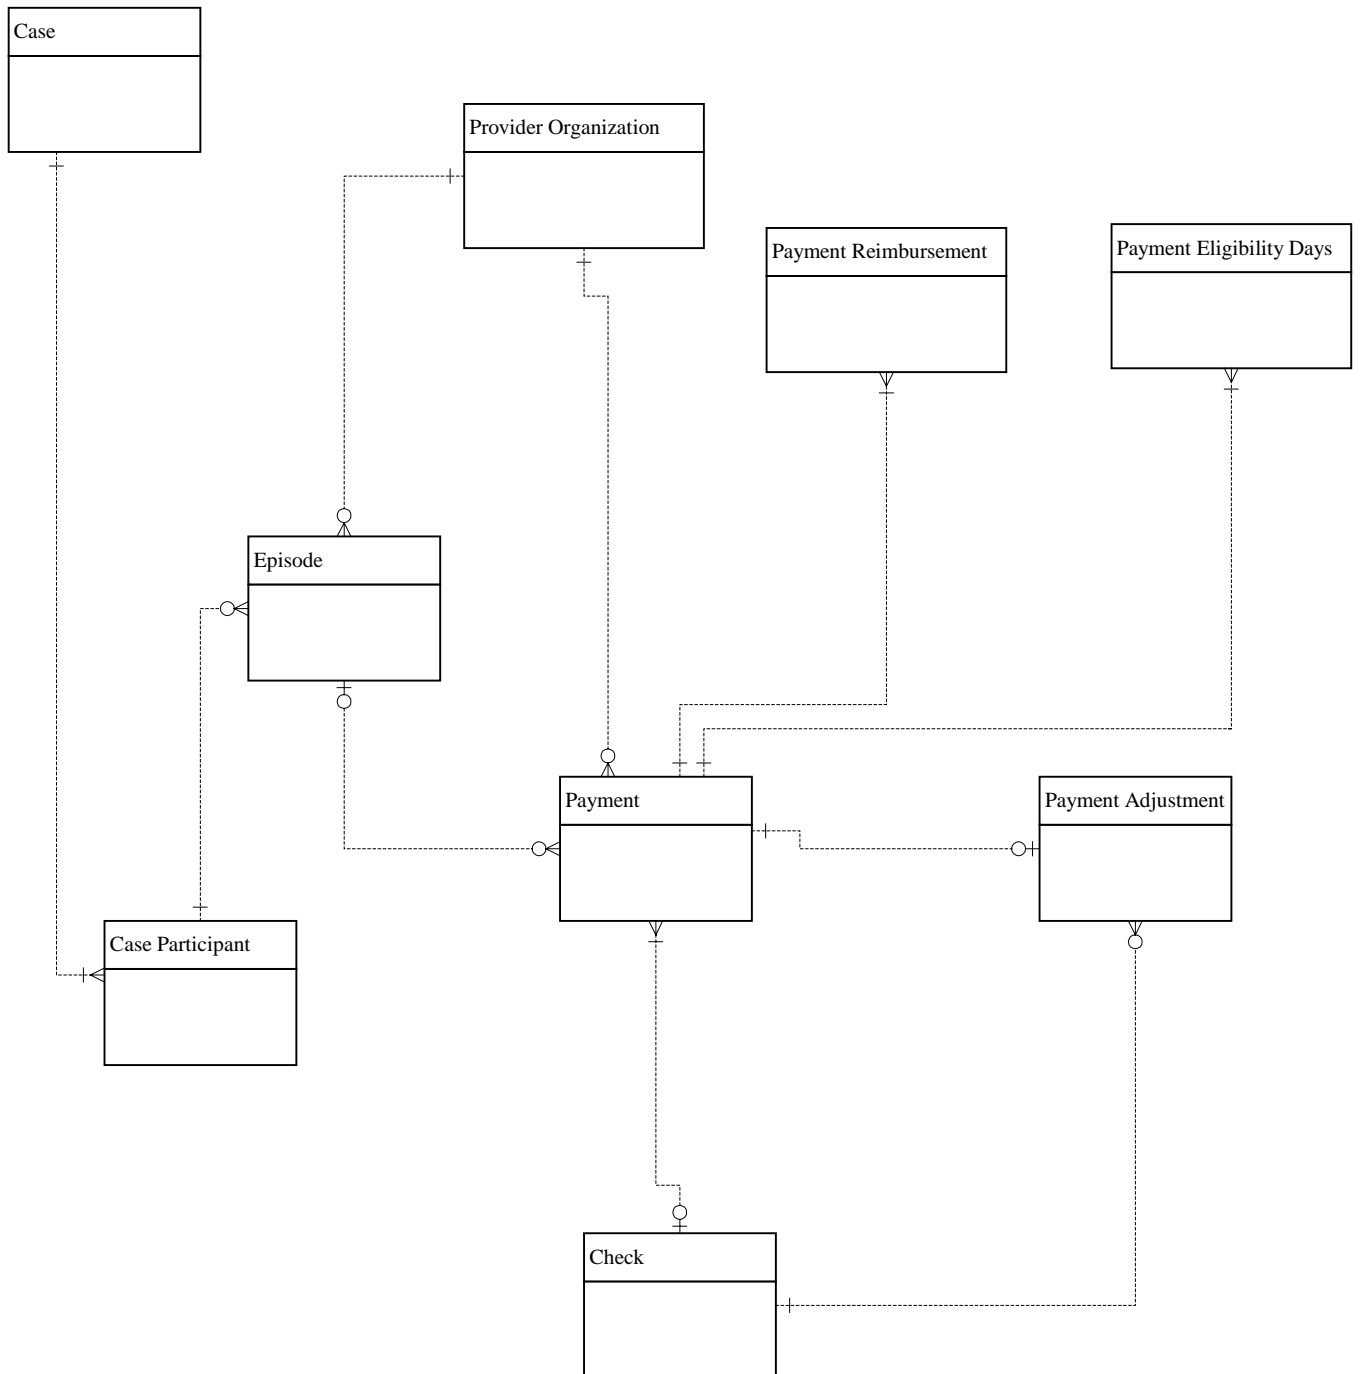 Case
Provider Organization
Payment Reimbursement
Payment Eligibility Days
Episode
Payment
Payment Adjustment
Case Participant
Check